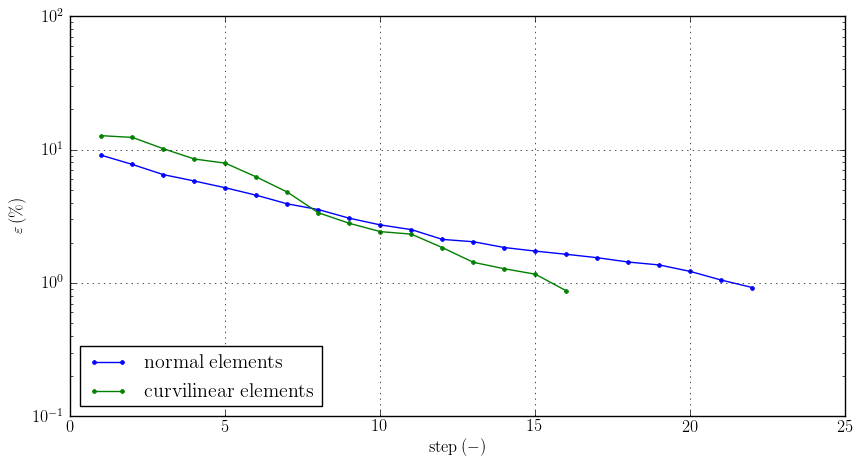 10²
10¹
10⁰
10⁻¹
ε (%)
normal elements
curvilinear elements
0 5 10 15 20 25
step (−)